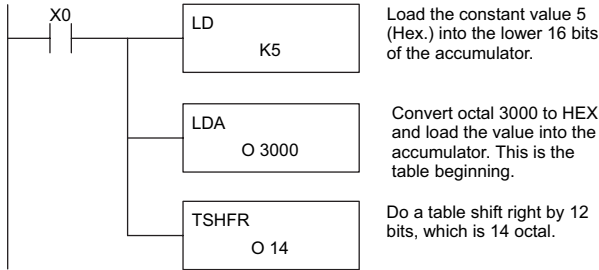 X0
LD
K5
Load the constant value 5
(Hex.) into the lower 16 bits
of the accumulator.
LDA
O 3000
Convert octal 3000 to HEX
and load the value into the
accumulator. This is the
table beginning.
TSHFR
O 14
Do a table shift right by 12
bits, which is 14 octal.